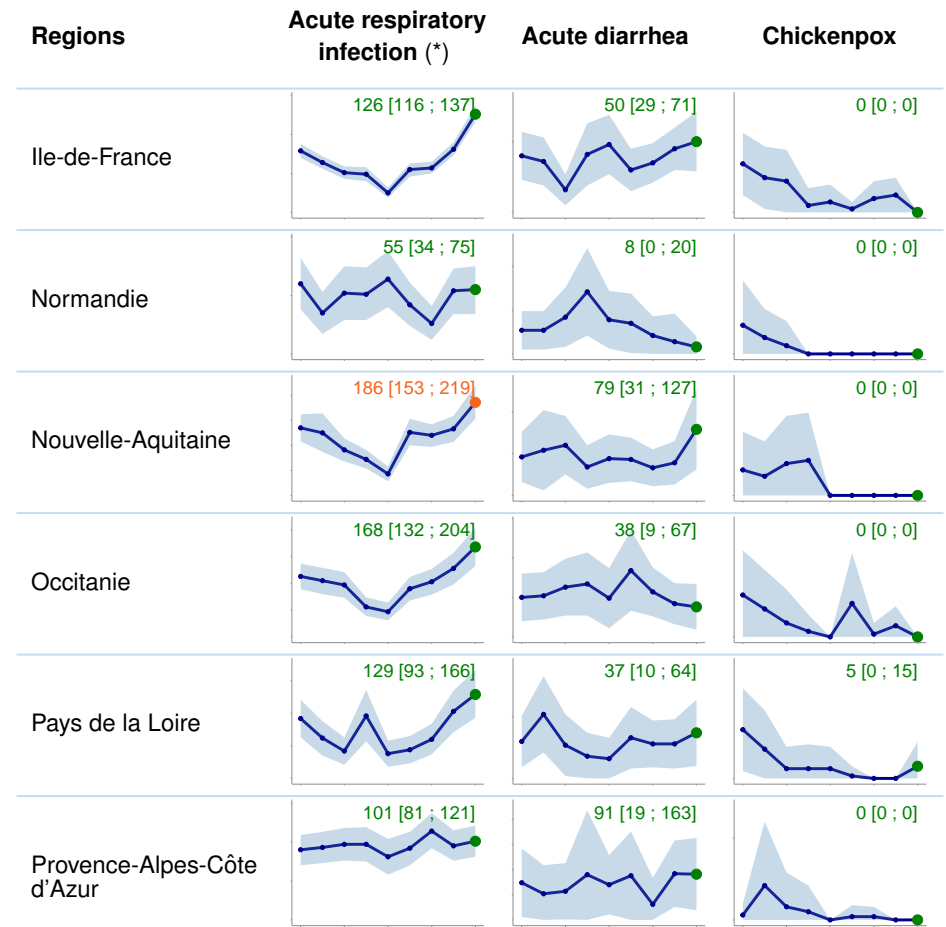 Regions
Acute respiratory
infection (*)
Acute diarrhea
Chickenpox
Ile-de-France
126 [116 ; 137]
50 [29 ; 71]
0 [0 ; 0]
Normandie
55 [34 ; 75]
8 [0 ; 20]
0 [0 ; 0]
Nouvelle-Aquitaine
186 [153 ; 219]
79 [31 ; 127]
0 [0 ; 0]
Occitanie
168 [132 ; 204]
38 [9 ; 67]
0 [0 ; 0]
Pays de la Loire
129 [93 ; 166]
37 [10 ; 64]
5 [0 ; 15]
Provence-Alpes-Côte
d'Azur
101 [81 ; 121]
91 [19 ; 163]
0 [0 ; 0]